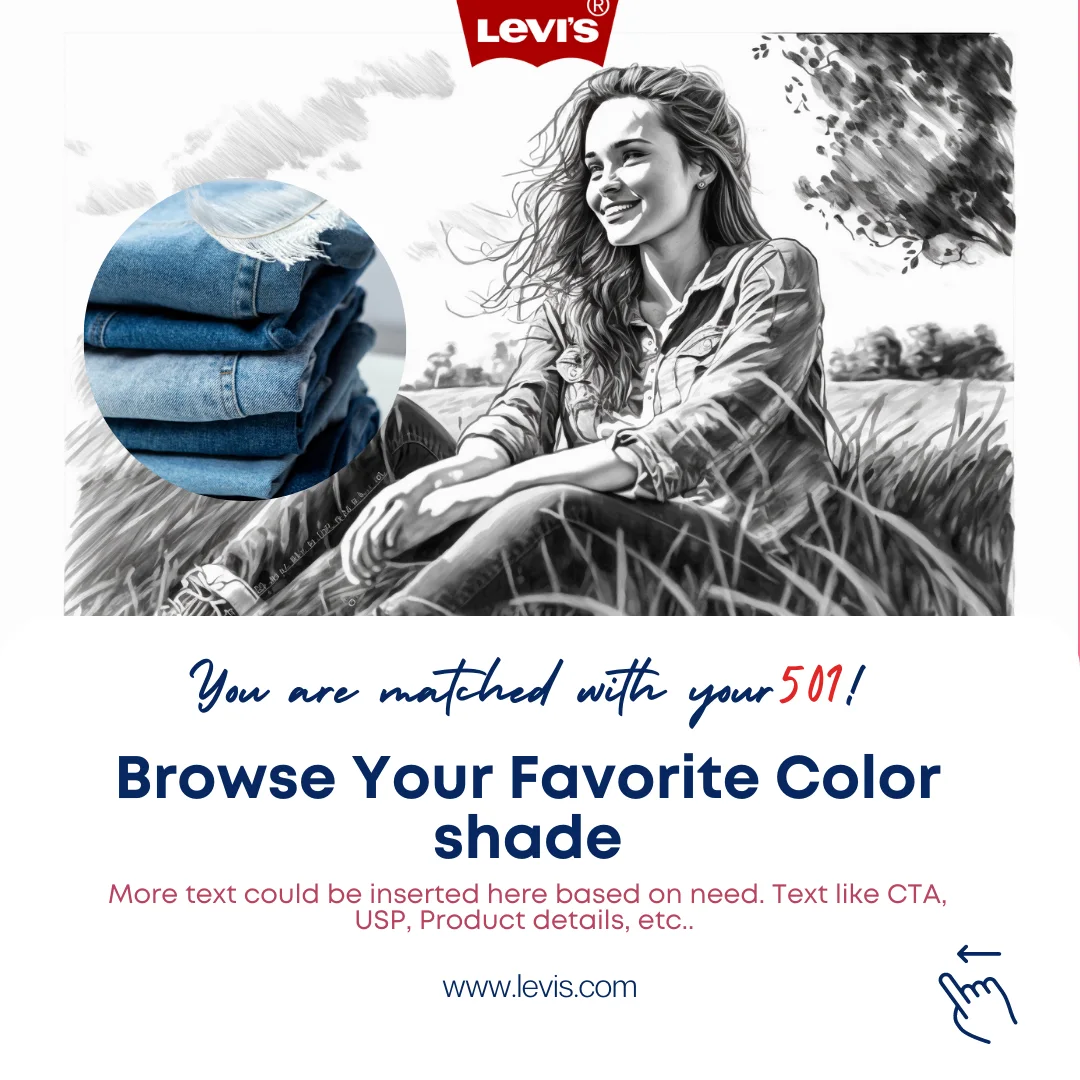 LEVI'S®
You are matched with your 501!
Browse Your Favorite Color
shade
More text could be inserted here based on need. Text like CTA,
USP, Product details, etc..
www.levis.com